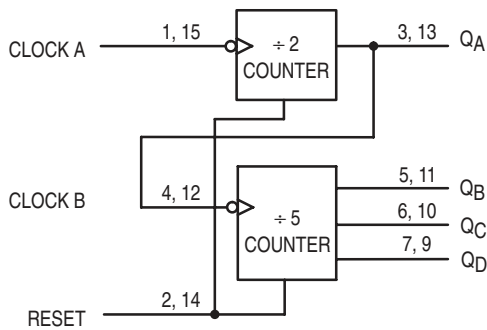 CLOCK A
1, 15
÷ 2
COUNTER
3, 13
QA
CLOCK B
4, 12
÷ 5
COUNTER
5, 11
QB
6, 10
QC
7, 9
QD
RESET
2, 14